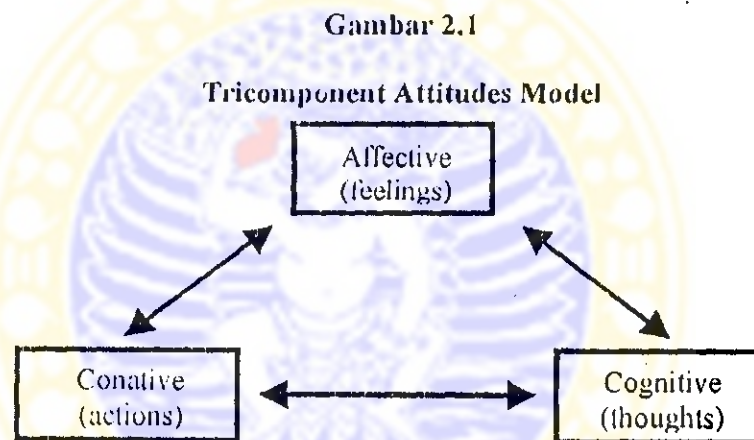 Gambar 2.1
Tricomponent Attitudes Model
Affective
(feelings)
Conative
(actions)
Cognitive
(thoughts)